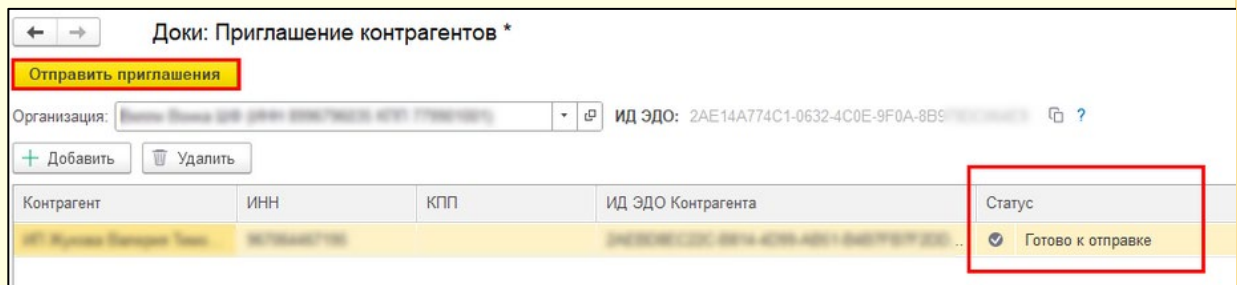 Доки: Приглашение контрагентов *
Отправить приглашения
Организация: ИД ЭДО: 2AE14A774C1-0632-4C0E-9F0A-8B9 ?
Добавить Удалить
Контрагент ИНН КПП ИД ЭДО Контрагента Статус
Готово к отправке